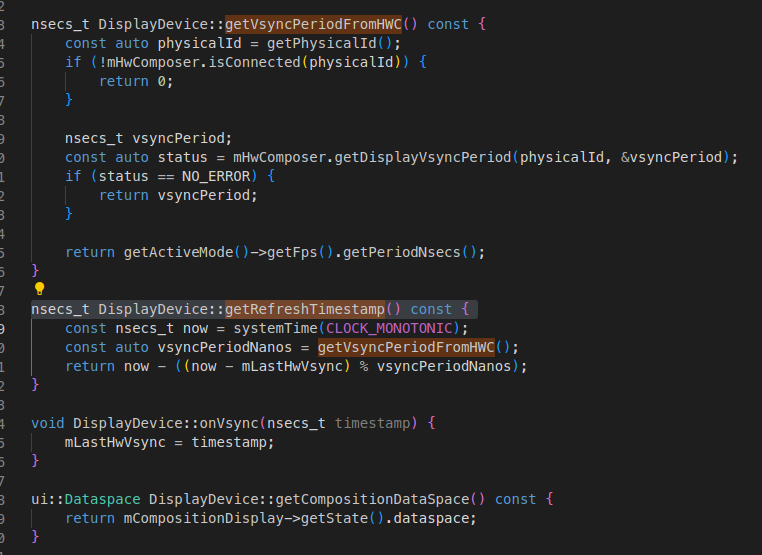 2
3 nsecs_t DisplayDevice::getVsyncPeriodFromHWC() const {
4 const auto physicalId = getPhysicalId();
5 if (!mHwComposer.isConnected(physicalId)) {
6 return 0;
7 }
8
9 nsecs_t vsyncPeriod;
0 const auto status = mHwComposer.getDisplayVsyncPeriod(physicalId, &vsyncPeriod);
1 if (status == NO_ERROR) {
2 return vsyncPeriod;
3 }
4
5 return getActiveMode()->getFps().getPeriodNsecs();
6 }
7
8 nsecs_t DisplayDevice::getRefreshTimestamp() const {
9 const nsecs_t now = systemTime(CLOCK_MONOTONIC);
0 const auto vsyncPeriodNanos = getVsyncPeriodFromHWC();
1 return now - ((now - mLastHwVsync) % vsyncPeriodNanos);
2 }
3
4 void DisplayDevice::onVsync(nsecs_t timestamp) {
5 mLastHwVsync = timestamp;
6 }
7
8 ui::Dataspace DisplayDevice::getCompositionDataSpace() const {
9 return mCompositionDisplay->getState().dataspace;
0 }